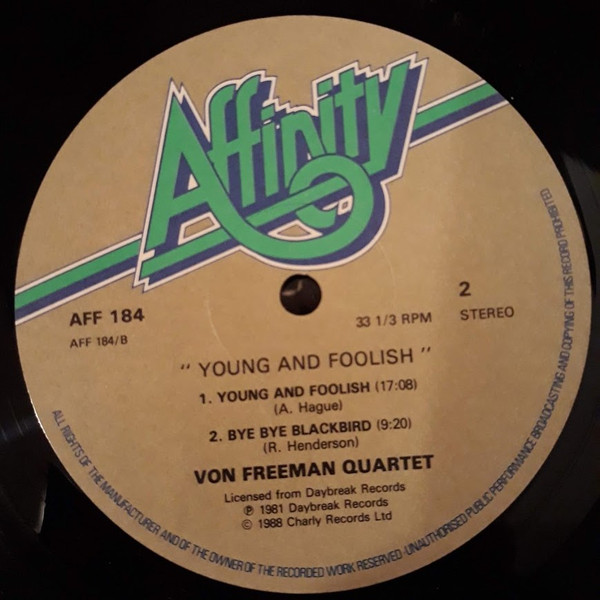 Affinity
AFF 184
AFF 184/B
33 1/3 RPM
2
STEREO
" YOUNG AND FOOLISH "
1. YOUNG AND FOOLISH (17:08)
(A. Hague)
2. BYE BYE BLACKBIRD (9:20)
(R. Henderson)
VON FREEMAN QUARTET
Licensed from Daybreak Records
℗ 1981 Daybreak Records
© 1988 Charly Records Ltd
ALL RIGHTS OF THE MANUFACTURER AND OF THE OWNER OF THE RECORDED WORK RESERVED · UNAUTHORISED PUBLIC PERFORMANCE BROADCASTING AND COPYING OF THIS RECORD PROHIBITED